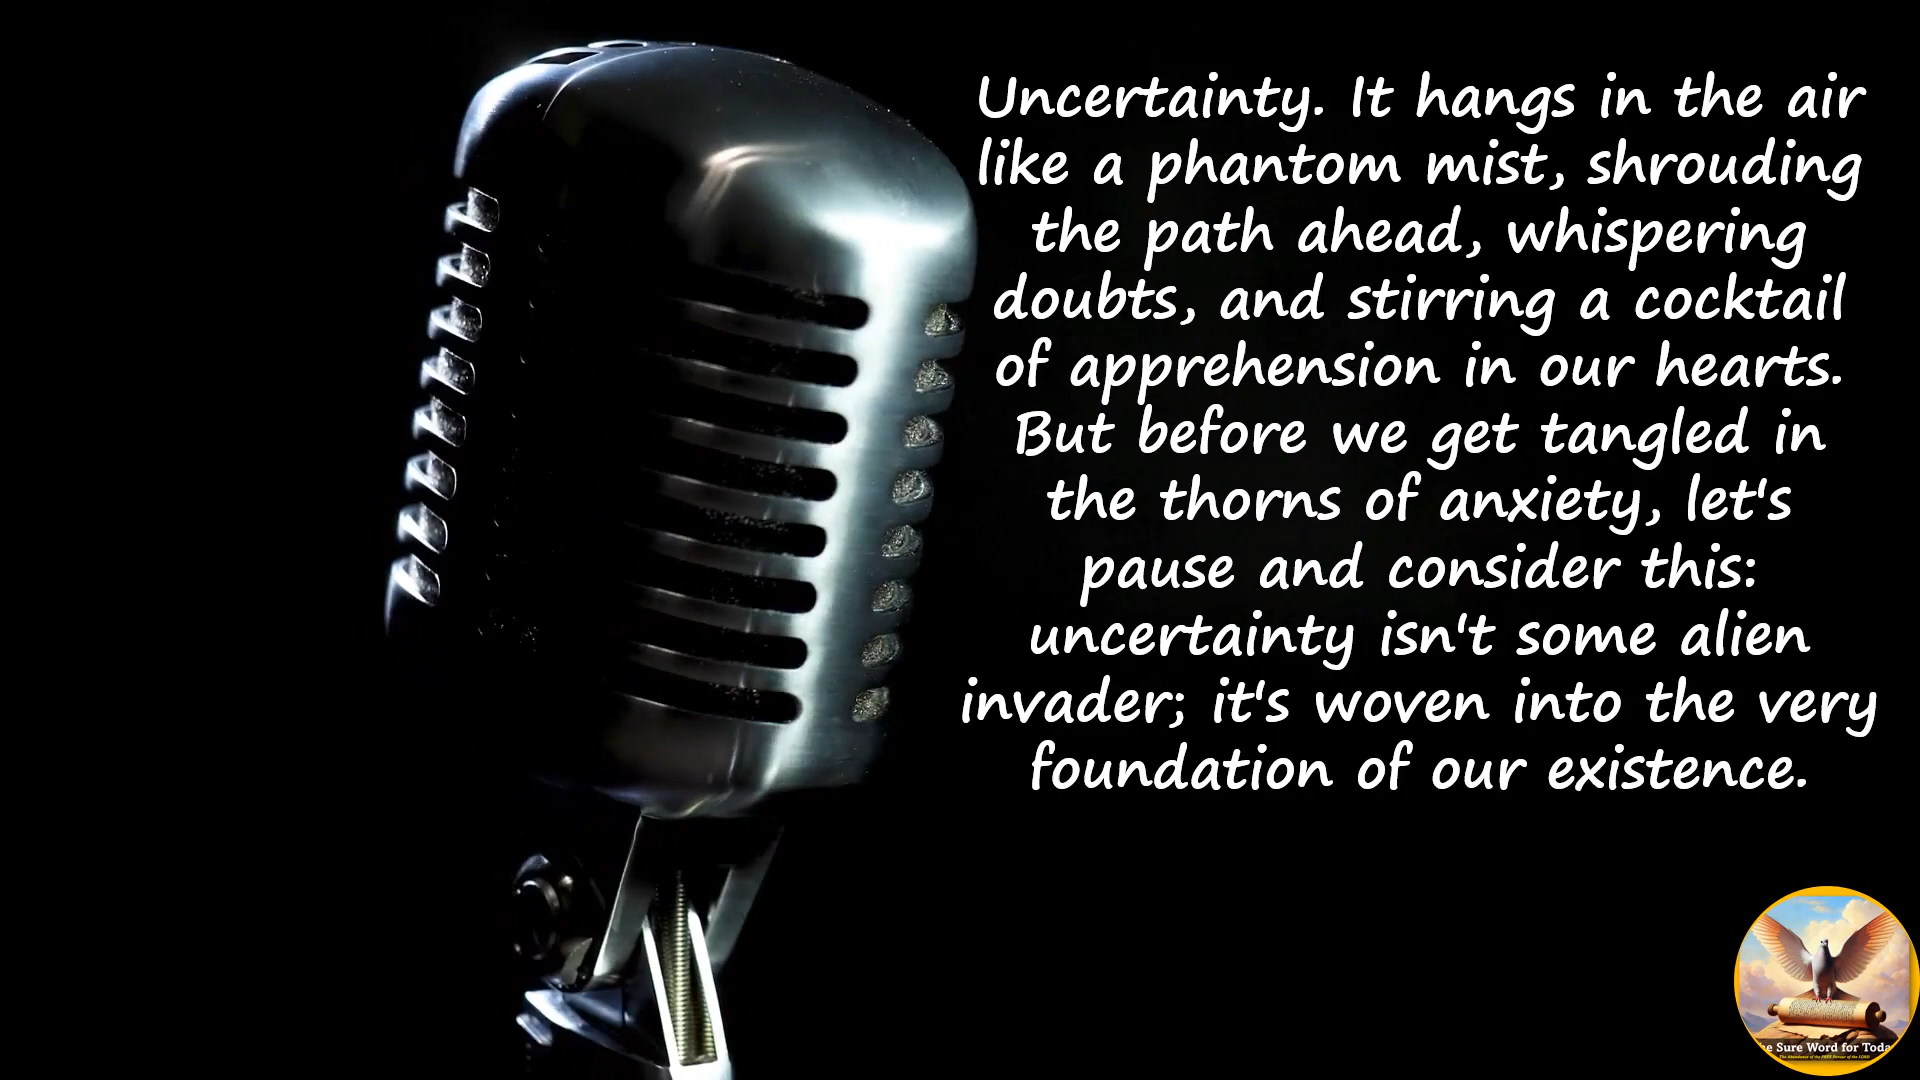 Uncertainty. It hangs in the air
like a phantom mist, shrouding
the path ahead, whispering
doubts, and stirring a cocktail
of apprehension in our hearts.
But before we get tangled in
the thorns of anxiety, let's
pause and consider this:
uncertainty isn't some alien
invader; it's woven into the very
foundation of our existence.
Sure Word for